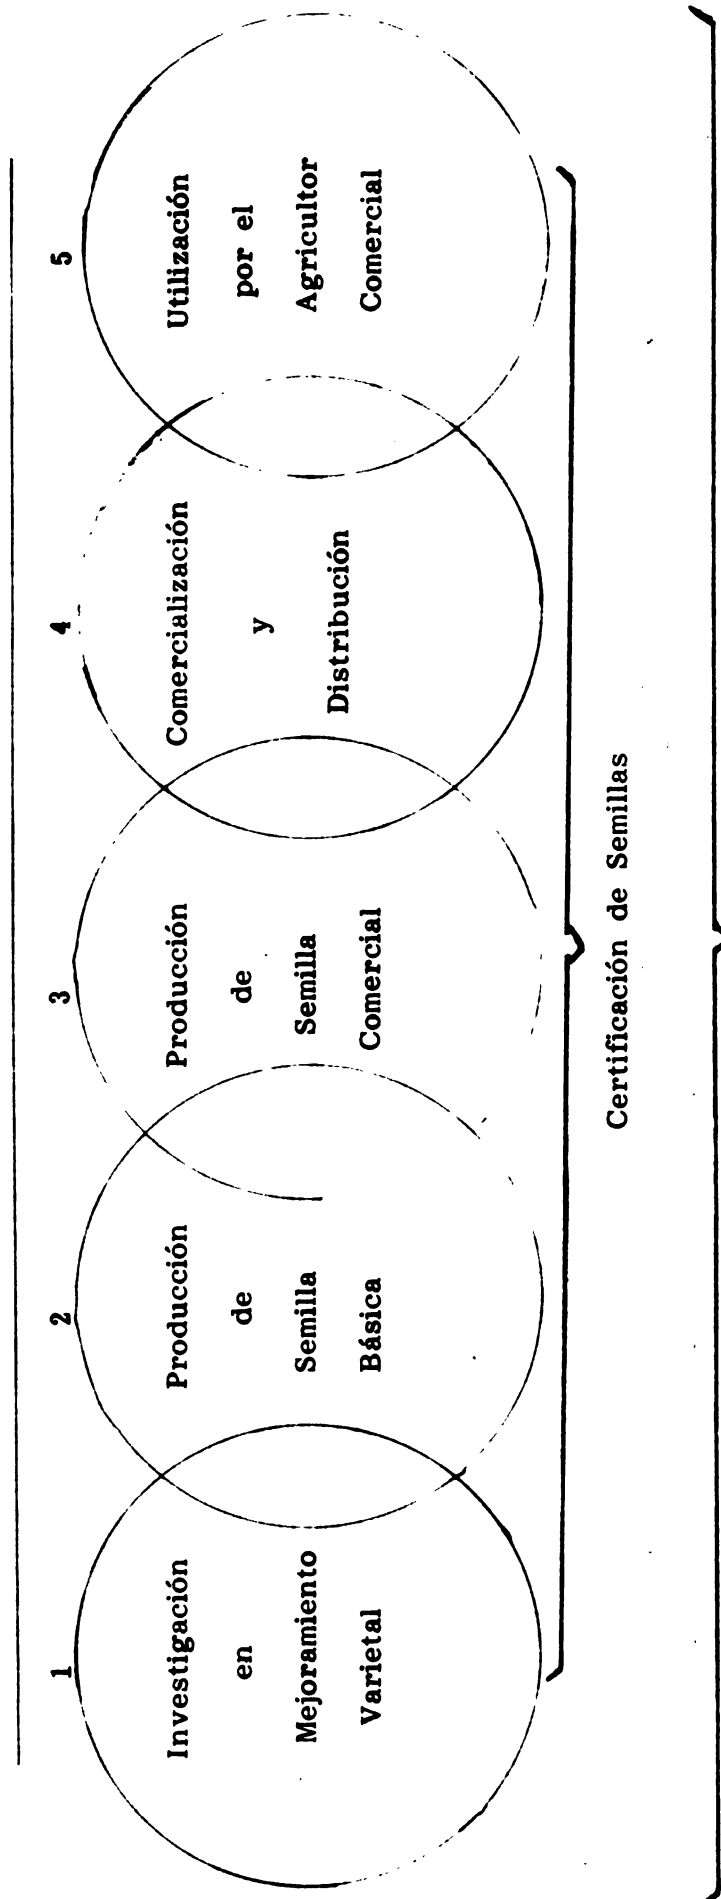 1
Investigación
en
Mejoramiento
Varietal
2
Producción
de
Semilla
Básica
3
Producción
de
Semilla
Comercial
4
Comercialización
y
Distribución
5
Utilización
por el
Agricultor
Comercial
Certificación de Semillas